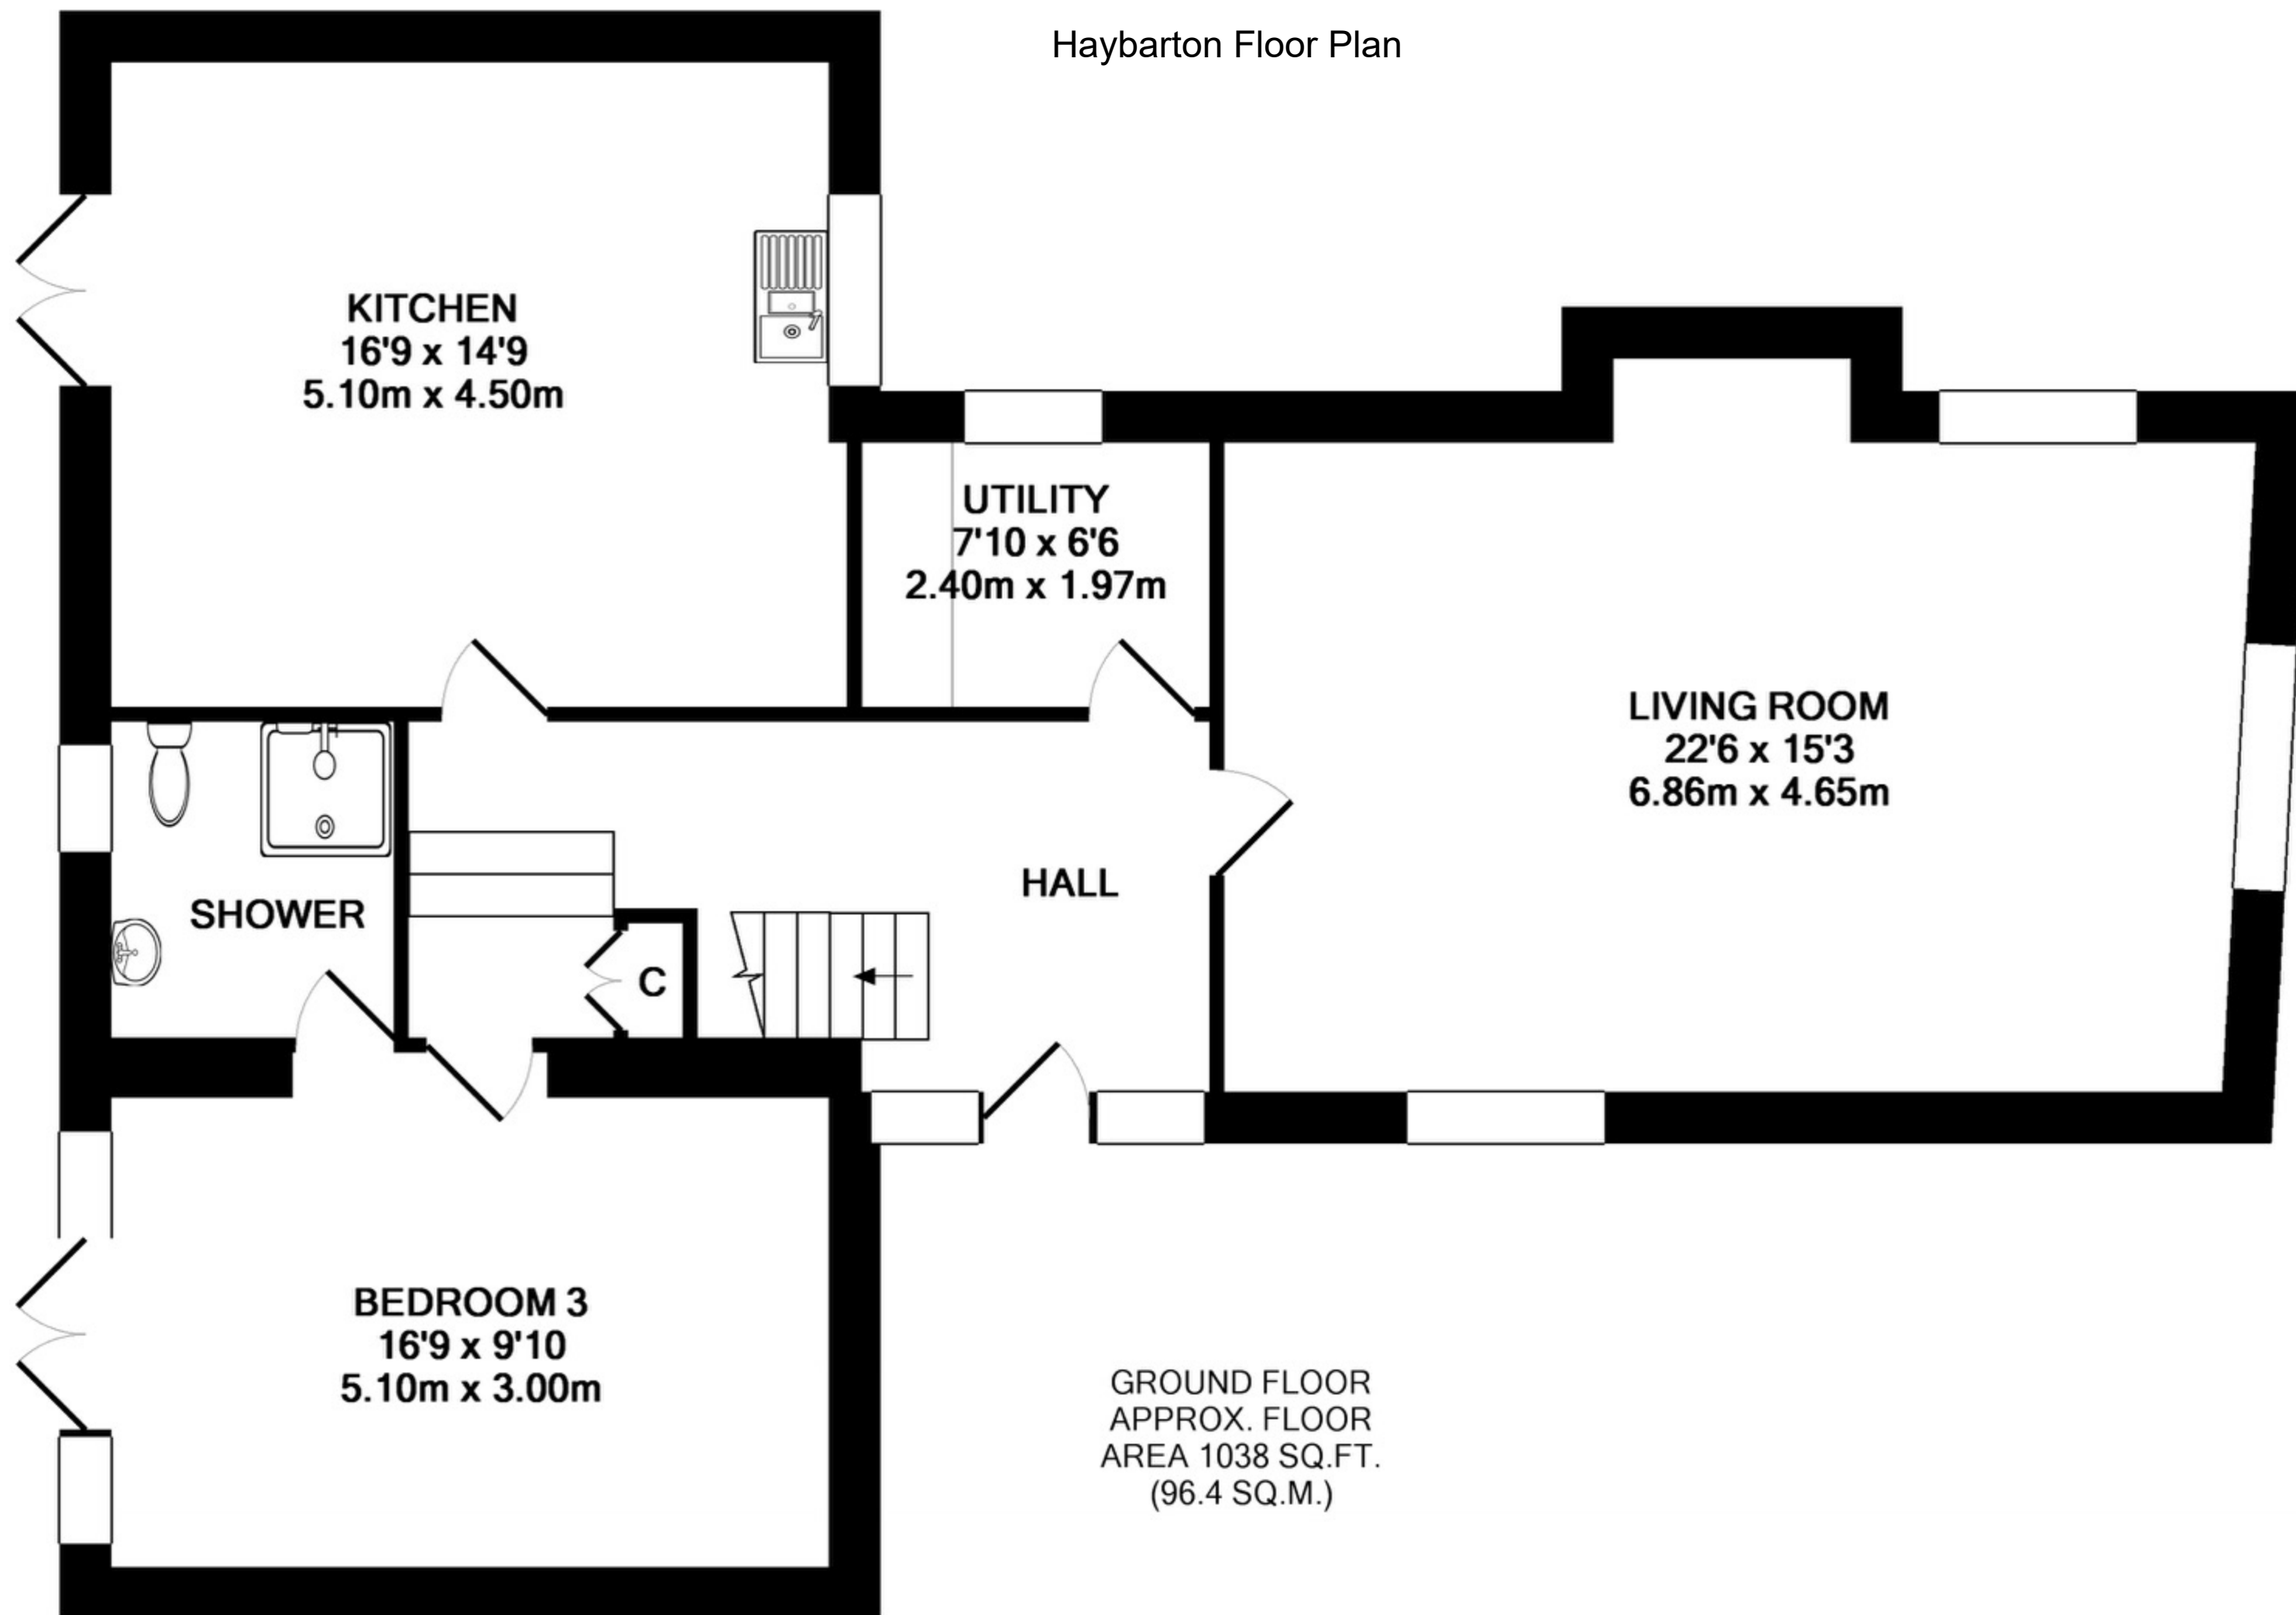 Haybarton Floor Plan
KITCHEN
16'9 x 14'9
5.10m x 4.50m
UTILITY
7'10 x 6'6
2.40m x 1.97m
LIVING ROOM
22'6 x 15'3
6.86m x 4.65m
HALL
SHOWER
C
BEDROOM 3
16'9 x 9'10
5.10m x 3.00m
GROUND FLOOR
APPROX. FLOOR
AREA 1038 SQ.FT.
(96.4 SQ.M.)